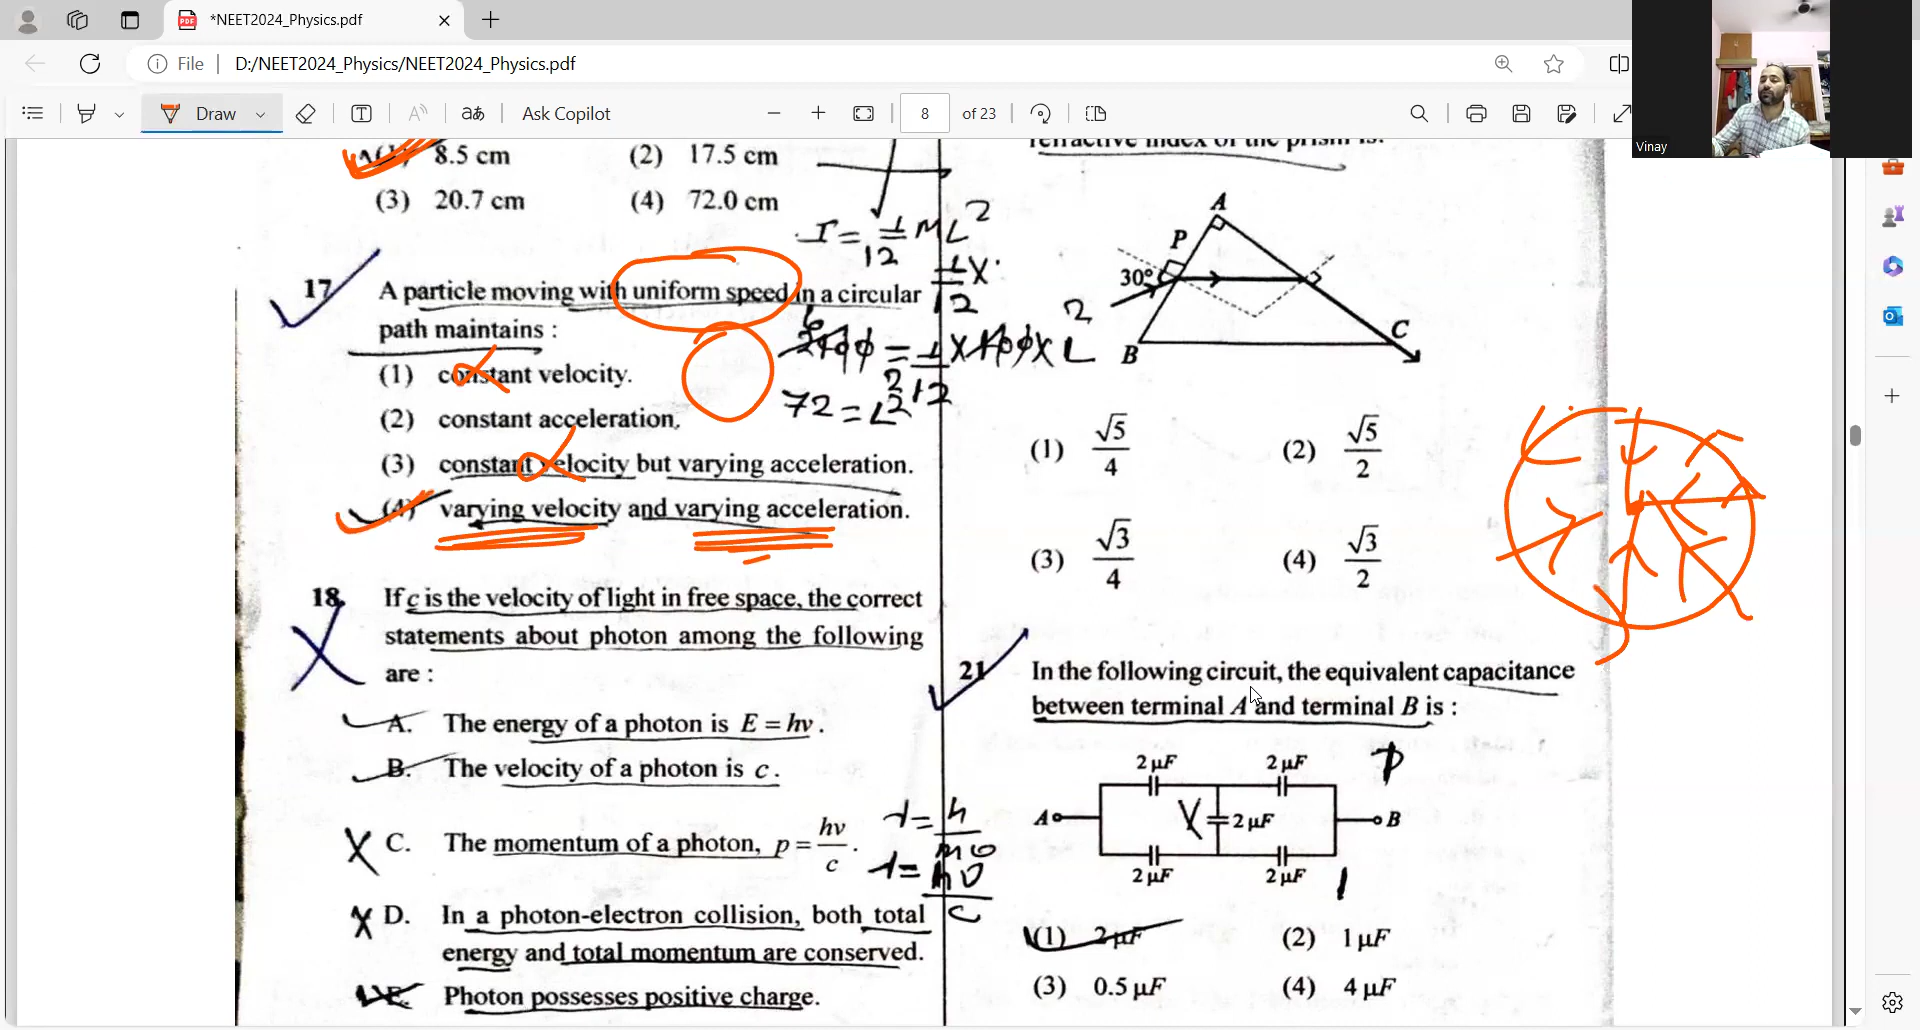 *NEET2024_Physics.pdf
File
D:/NEET2024_Physics/NEET2024_Physics.pdf
Draw
Ask Copilot
8
of 23
Vinay
8.5 cm
(2) 17.5 cm
(3) 20.7 cm
(4) 72.0 cm
I = 1/12 ML²
72 = L²
17 A particle moving with uniform speed in a circular
path maintains :
(1) constant velocity.
(2) constant acceleration.
(3) constant velocity but varying acceleration.
(4) varying velocity and varying acceleration.
18. If c is the velocity of light in free space, the correct
statements about photon among the following
are :
A. The energy of a photon is E = hν.
B. The velocity of a photon is c.
C. The momentum of a photon, p = hν/c.
D. In a photon-electron collision, both total
energy and total momentum are conserved.
E. Photon possesses positive charge.
refractive index of the prism is:
A
P
30°
B
C
(1) √5/4
(2) √5/2
(3) √3/4
(4) √3/2
21 In the following circuit, the equivalent capacitance
between terminal A and terminal B is :
2 μF
2 μF
A
2 μF
B
2 μF
2 μF
(1) 2 μF
(2) 1 μF
(3) 0.5 μF
(4) 4 μF